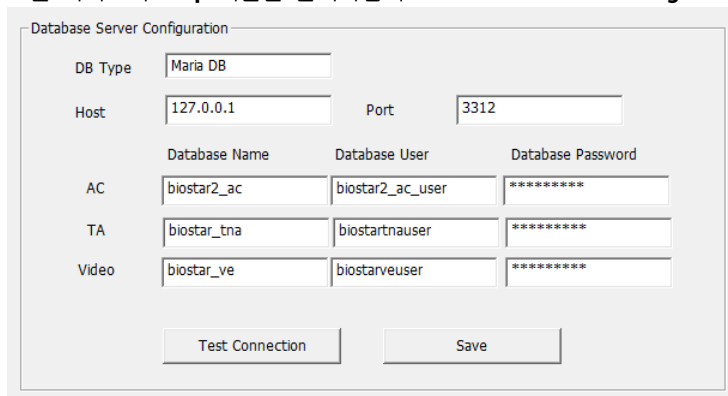 Database Server Configuration
DB Type Maria DB
Host 127.0.0.1 Port 3312
Database Name Database User Database Password
AC biostar2_ac biostar2_ac_user *********
TA biostar_tna biostartnauser *********
Video biostar_ve biostarveuser *********
Test Connection Save